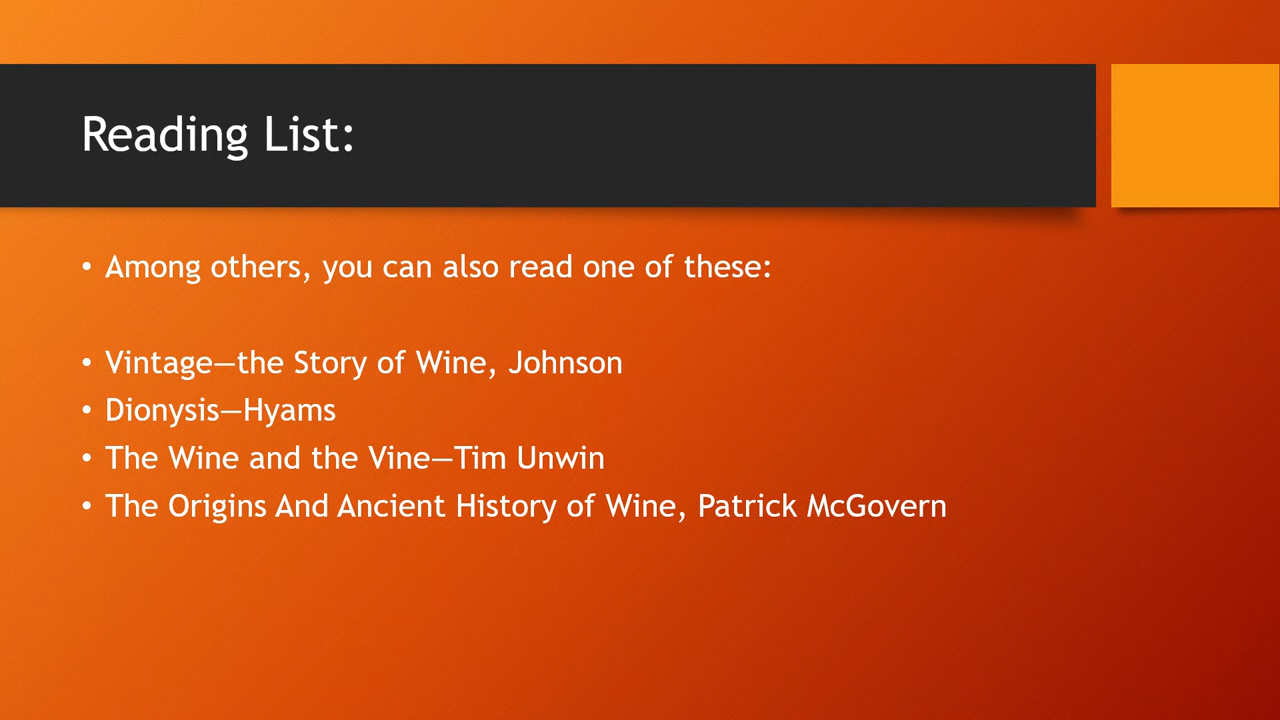 Reading List:
• Among others, you can also read one of these:
• Vintage—the Story of Wine, Johnson
• Dionysis—Hyams
• The Wine and the Vine—Tim Unwin
• The Origins And Ancient History of Wine, Patrick McGovern